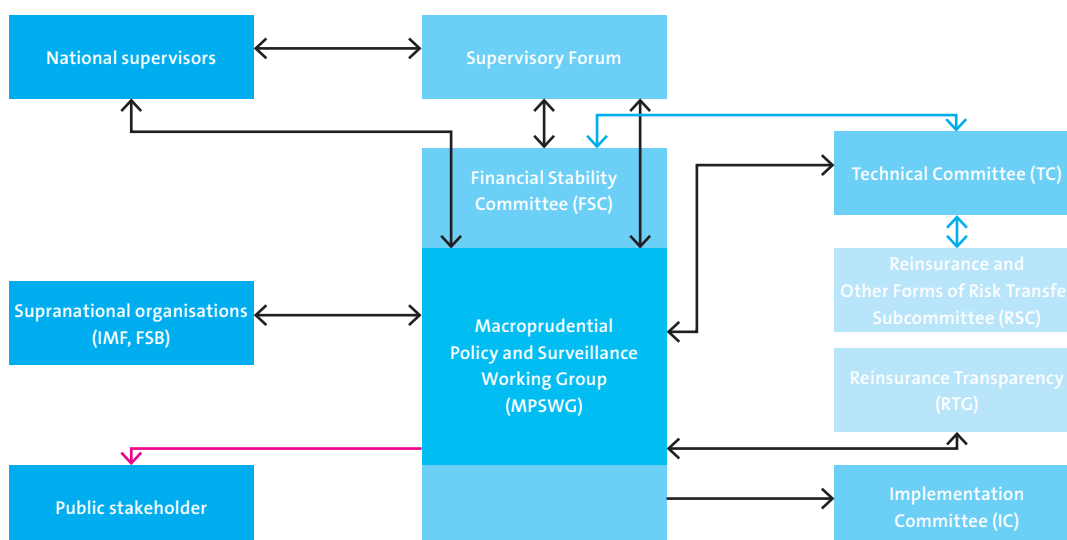 National supervisors
Supervisory Forum
Financial Stability
Committee (FSC)
Technical Committee (TC)
Reinsurance and
Other Forms of Risk Transfe
Subcommittee (RSC)
Supranational organisations
(IMF, FSB)
Macroprudential
Policy and Surveillance
Working Group
(MPSWG)
Reinsurance Transparency
(RTG)
Public stakeholder
Implementation
Committee (IC)